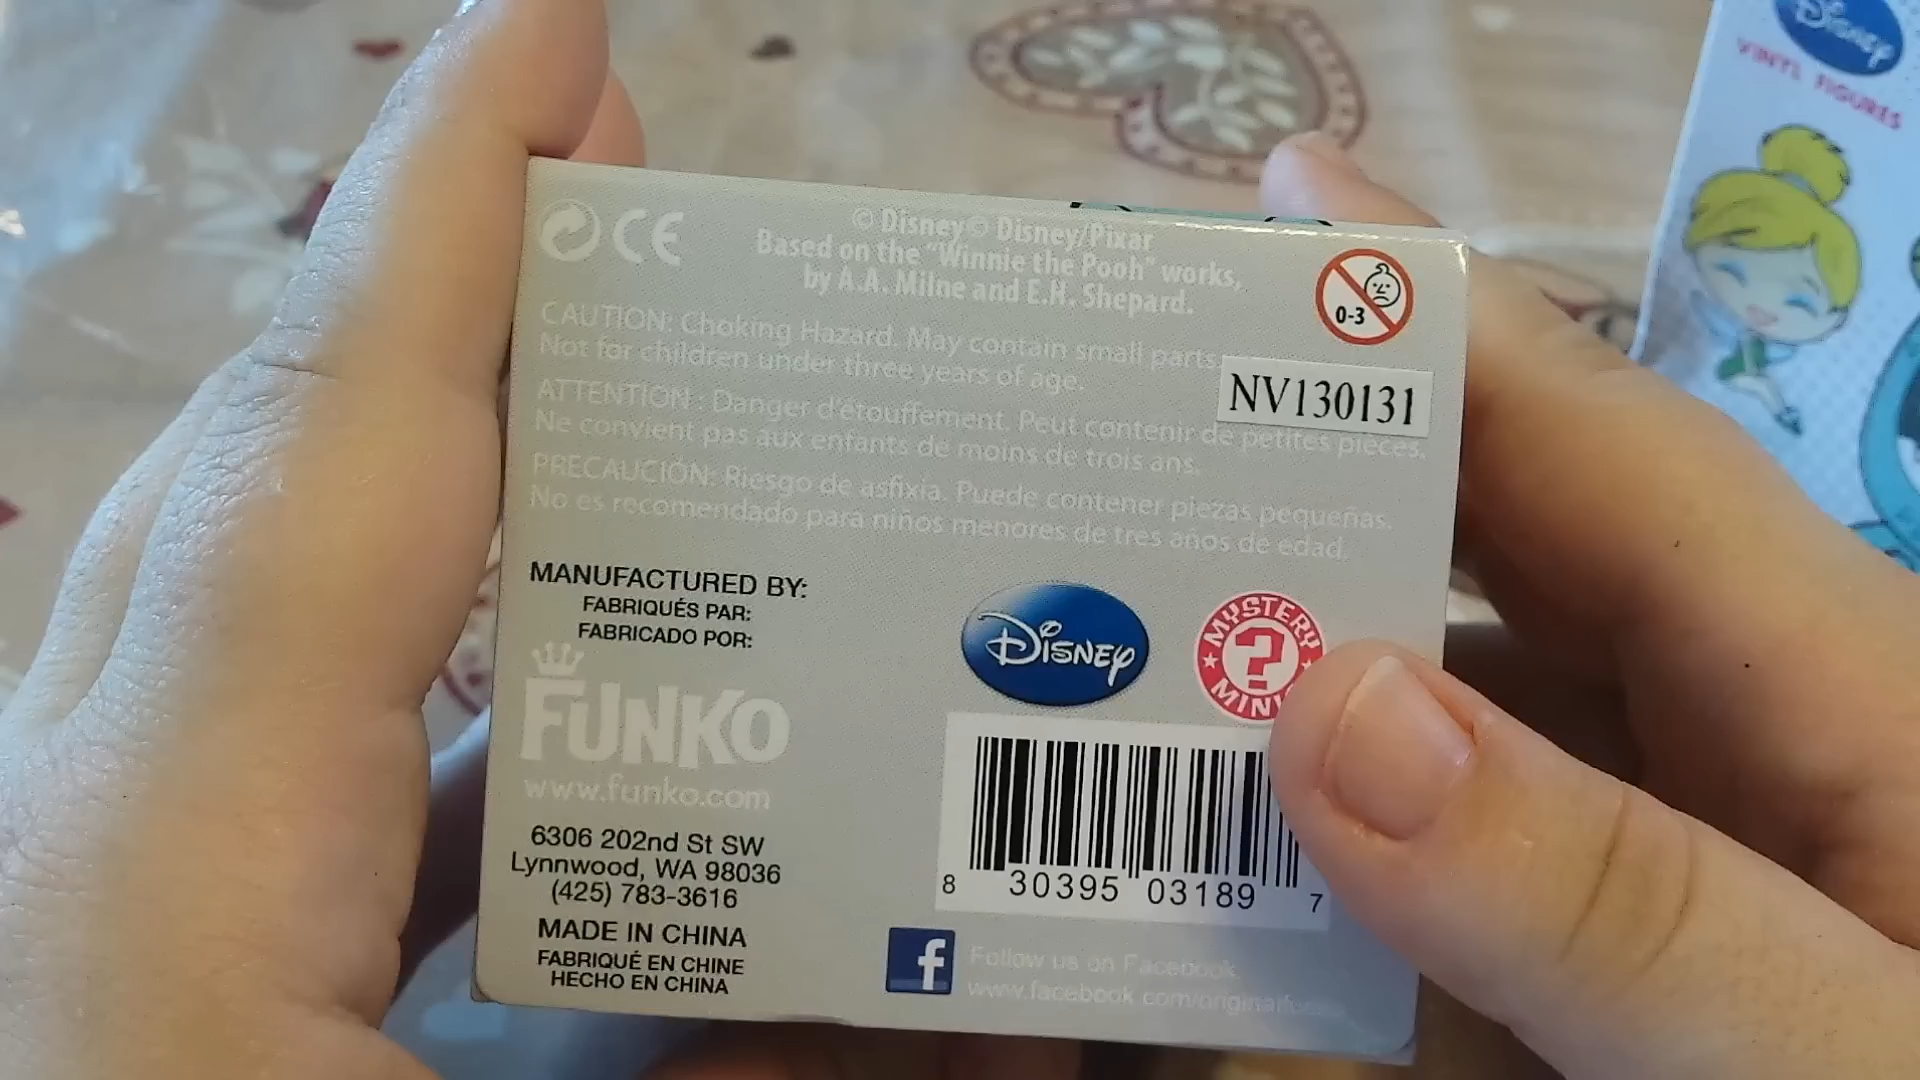 Disney
VINYL FIGURES
CE
© Disney © Disney/Pixar
Based on the "Winnie the Pooh" works,
by A.A. Milne and E.H. Shepard.
0-3
CAUTION: Choking Hazard. May contain small parts.
Not for children under three years of age.
NV130131
ATTENTION : Danger d'étouffement. Peut contenir de petites pièces.
Ne convient pas aux enfants de moins de trois ans.
PRECAUCIÓN: Riesgo de asfixia. Puede contener piezas pequeñas.
No es recomendado para niños menores de tres años de edad.
MANUFACTURED BY:
FABRIQUÉS PAR:
FABRICADO POR:
FUNKO
www.funko.com
6306 202nd St SW
Lynnwood, WA 98036
(425) 783-3616
MADE IN CHINA
FABRIQUÉ EN CHINE
HECHO EN CHINA
Disney
MYSTERY
?
MINI
8 30395 03189 7
f
Follow us on Facebook